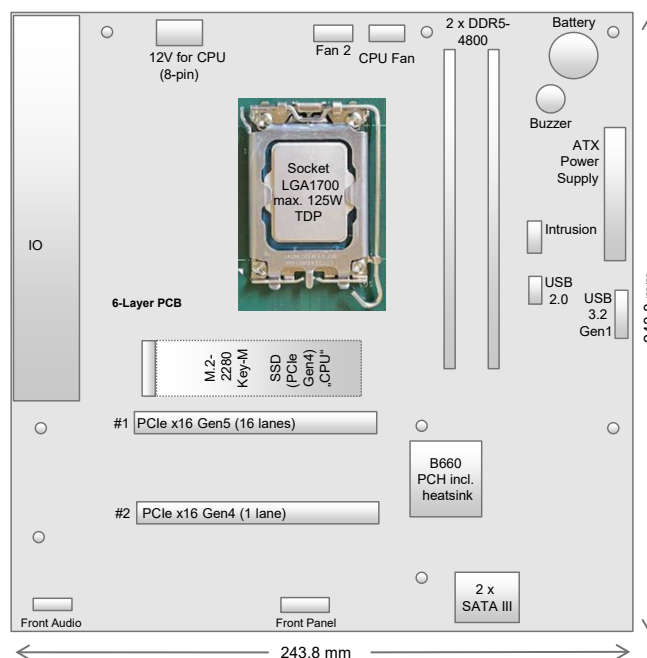 12V for CPU
(8-pin)
Fan 2
CPU Fan
2 x DDR5-
4800
Battery
Buzzer
ATX
Power
Supply
Socket
LGA1700
max. 125W
TDP
Intrusion
IO
USB
2.0
USB
3.2
Gen1
6-Layer PCB
M.2-
2280
Key-M
SSD
(PCIe
Gen4)
„CPU“
#1 PCIe x16 Gen5 (16 lanes)
B660
PCH incl.
heatsink
#2 PCIe x16 Gen4 (1 lane)
2 x
SATA III
Front Audio
Front Panel
243.8 mm